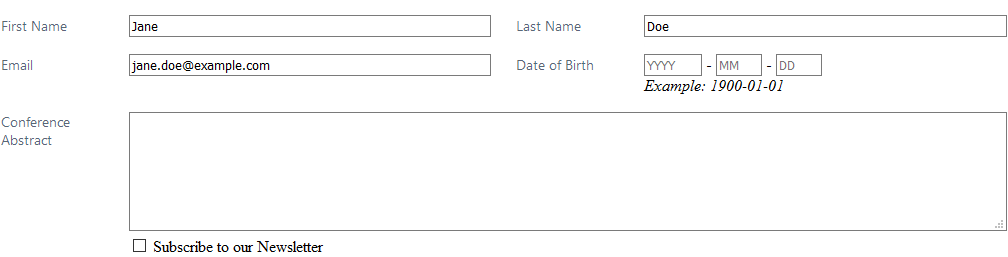 First Name Jane Last Name Doe
Email jane.doe@example.com Date of Birth YYYY - MM - DD
Example: 1900-01-01
Conference
Abstract
Subscribe to our Newsletter